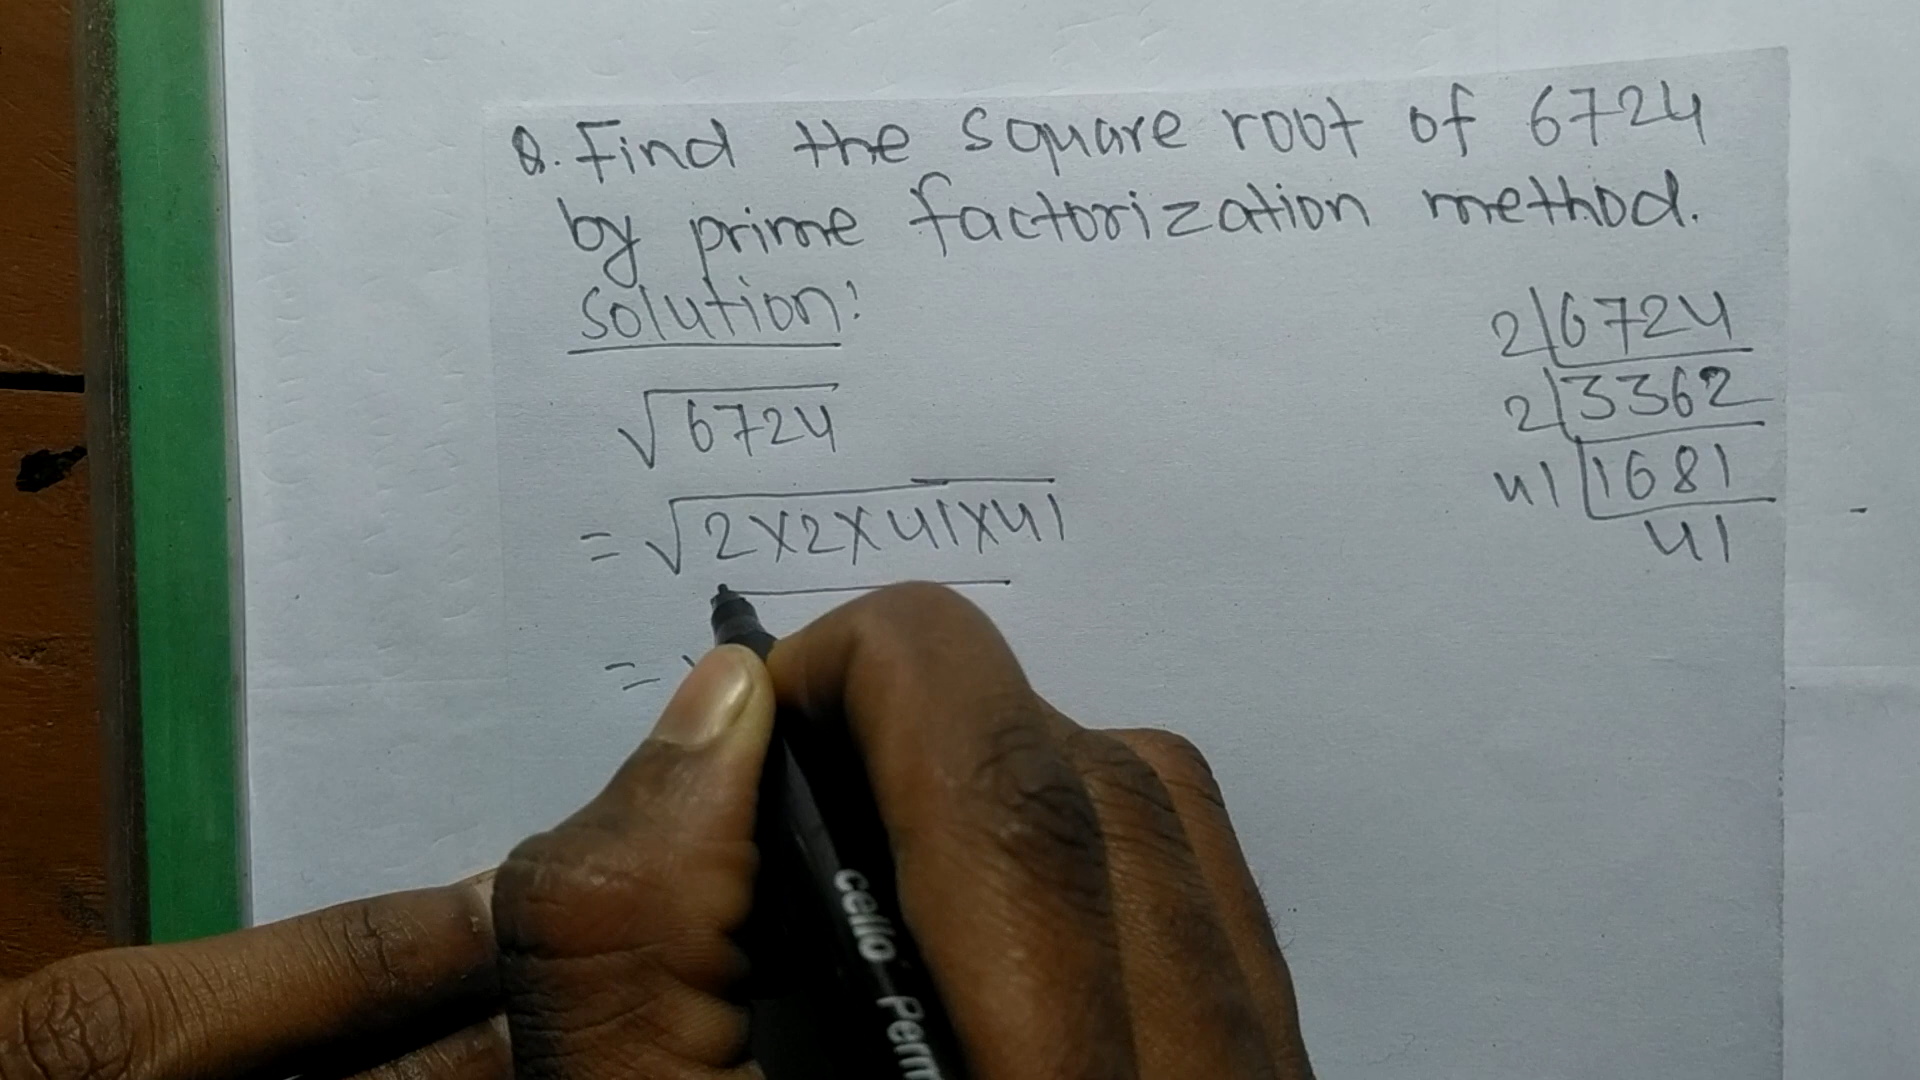 Q. Find the square root of 6724
by prime factorization method.
Solution:
√6724
= √2×2×41×41
=
2|6724
2|3362
41|1681
41
cello